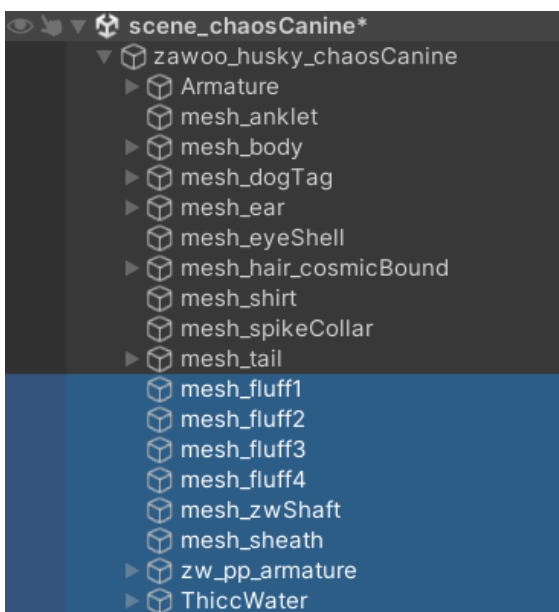 scene_chaosCanine*
zawoo_husky_chaosCanine
Armature
mesh_anklet
mesh_body
mesh_dogTag
mesh_ear
mesh_eyeShell
mesh_hair_cosmicBound
mesh_shirt
mesh_spikeCollar
mesh_tail
mesh_fluff1
mesh_fluff2
mesh_fluff3
mesh_fluff4
mesh_zwShaft
mesh_sheath
zw_pp_armature
ThiccWater